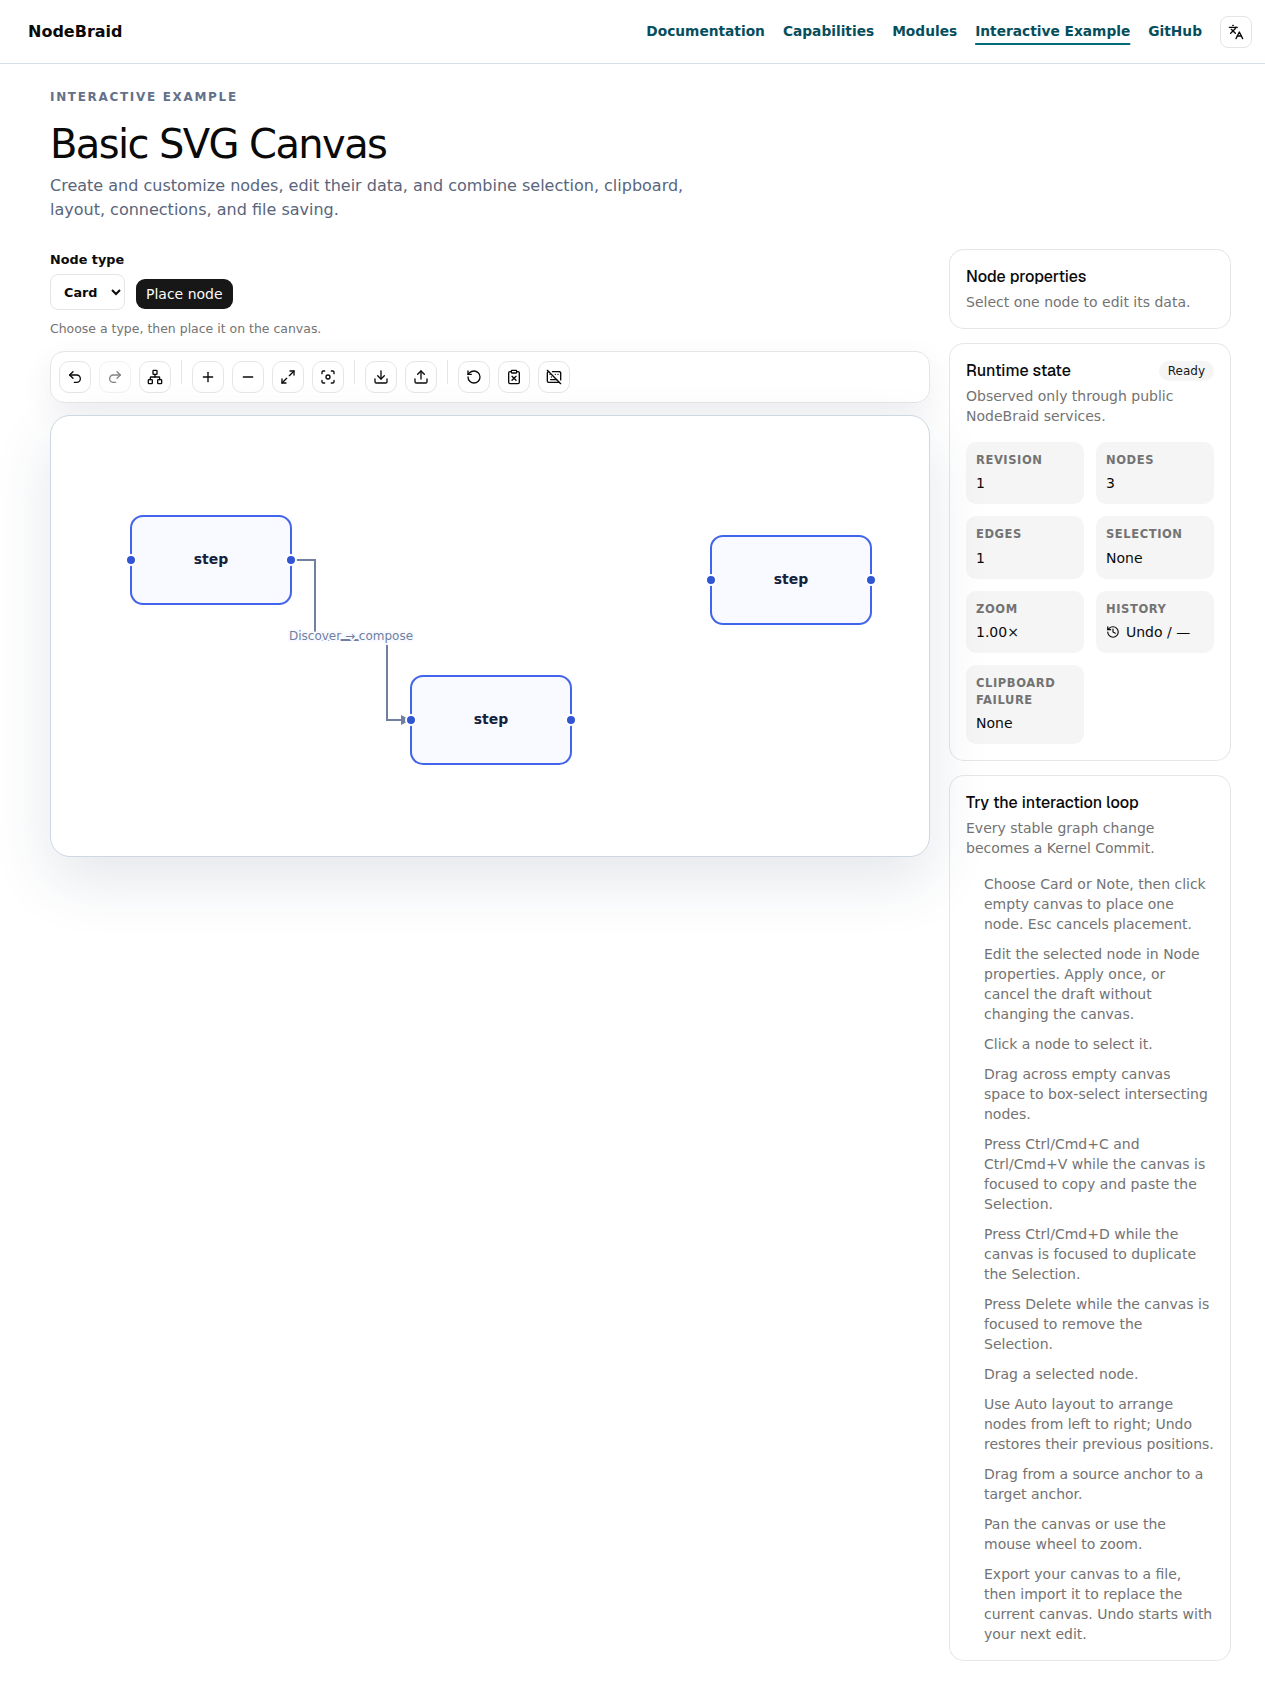 NodeBraid
Documentation
Capabilities
Modules
Interactive Example
GitHub
INTERACTIVE EXAMPLE
Basic SVG Canvas
Create and customize nodes, edit their data, and combine selection, clipboard,
layout, connections, and file saving.
Node type
Card
Place node
Choose a type, then place it on the canvas.
step
step
Discover → compose
step
Node properties
Select one node to edit its data.
Runtime state
Ready
Observed only through public
NodeBraid services.
REVISION
1
NODES
3
EDGES
1
SELECTION
None
ZOOM
1.00×
HISTORY
Undo / —
CLIPBOARD
FAILURE
None
Try the interaction loop
Every stable graph change
becomes a Kernel Commit.
Choose Card or Note, then click
empty canvas to place one
node. Esc cancels placement.
Edit the selected node in Node
properties. Apply once, or
cancel the draft without
changing the canvas.
Click a node to select it.
Drag across empty canvas
space to box-select intersecting
nodes.
Press Ctrl/Cmd+C and
Ctrl/Cmd+V while the canvas is
focused to copy and paste the
Selection.
Press Ctrl/Cmd+D while the
canvas is focused to duplicate
the Selection.
Press Delete while the canvas is
focused to remove the
Selection.
Drag a selected node.
Use Auto layout to arrange
nodes from left to right; Undo
restores their previous positions.
Drag from a source anchor to a
target anchor.
Pan the canvas or use the
mouse wheel to zoom.
Export your canvas to a file,
then import it to replace the
current canvas. Undo starts with
your next edit.